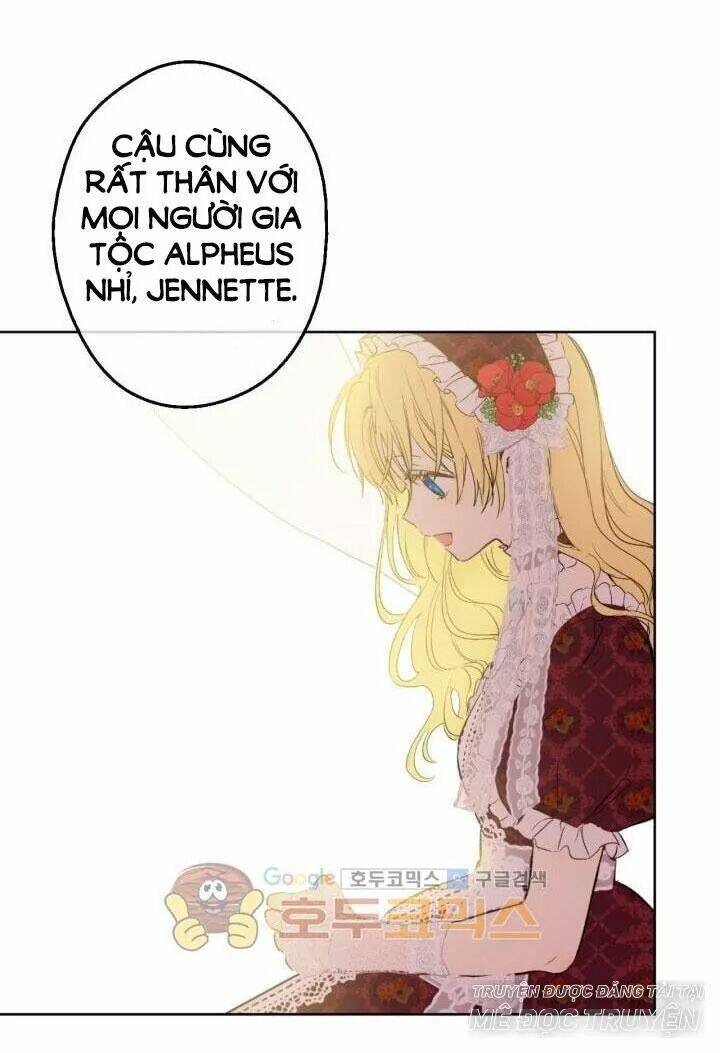 CẬU CŨNG
RẤT THÂN VỚI
MỌI NGƯỜI GIA
TỘC ALPHEUS
NHỈ, JENNETTE.
Google 호두코믹스 구글검색
호두코믹스
TRUYỆN ĐƯỢC ĐĂNG TẢI TẠI
MÊ ĐỌC TRUYỆN